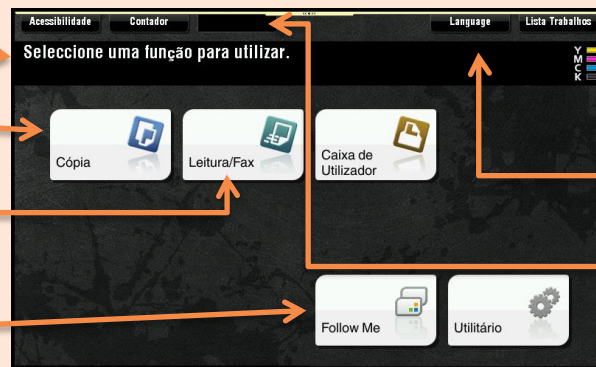 Acessibilidade
Contador
Language
Lista Trabalhos
Seleccione uma função para utilizar.
Y
M
C
K
Cópia
Leitura/Fax
Caixa de
Utilizador
Follow Me
Utilitário